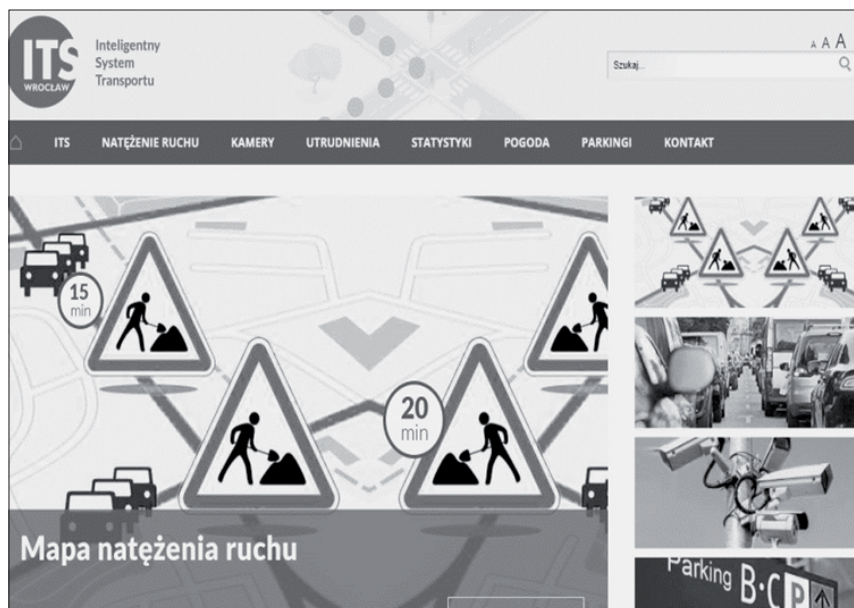 ITS
WROCŁAW
Inteligentny
System
Transportu
A A A
Szukaj...
ITS NATĘŻENIE RUCHU KAMERY UTRUDNIENIA STATYSTYKI POGODA PARKINGI KONTAKT
15
min
20
min
Mapa natężenia ruchu
Parking B·C P